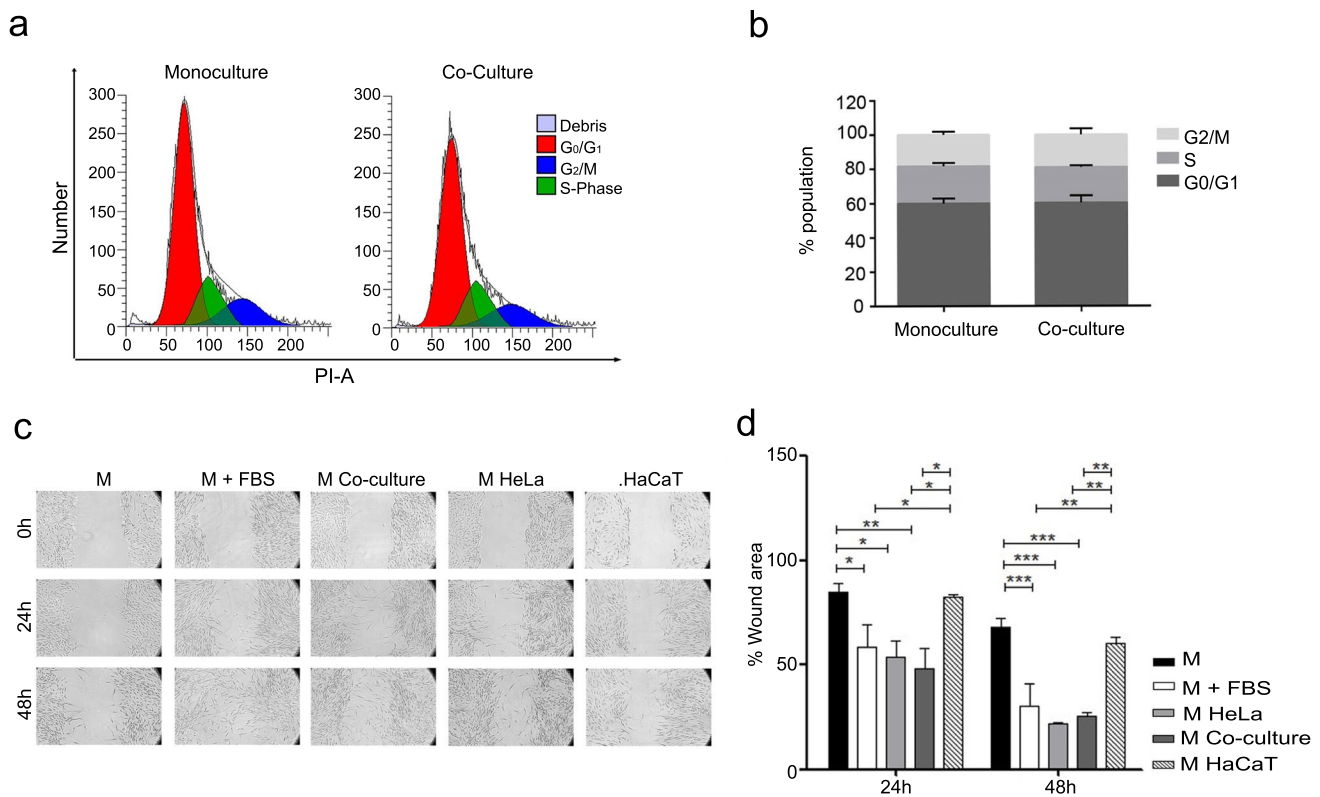 a
Monoculture
Co-Culture
Number
300
250
200
150
100
50
0
0 50 100 150 200
300
250
200
150
100
50
0
0 50 100 150 200
PI-A
Debris
G0/G1
G2/M
S-Phase
b
% population
120
100
80
60
40
20
0
Monoculture Co-culture
G2/M
S
G0/G1
c
M M + FBS M Co-culture M HeLa .HaCaT
0h
24h
48h
d
% Wound area
150
100
50
0
*
*
*
**
*
*
**
**
**
***
***
***
24h 48h
M
M + FBS
M HeLa
M Co-culture
M HaCaT